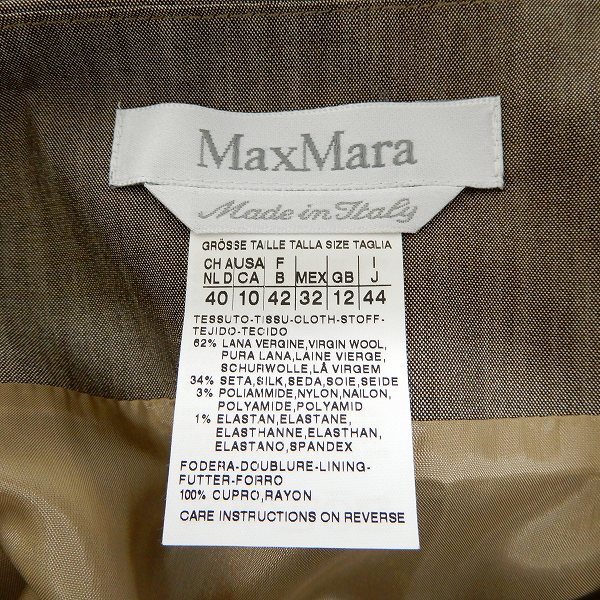 MaxMara
Made in Italy
GRÖSSE TAILLE TALLA SIZE TAGLIA
CH A USA F I
NL D CA B MEX GB J
40 10 42 32 12 44
TESSUTO-TISSU-CLOTH-STOFF-
TEJIDO-TECIDO
62% LANA VERGINE,VIRGIN WOOL,
PURA LANA,LAINE VIERGE,
SCHURWOLLE,LÃ VIRGEM
34% SETA,SILK,SEDA,SOIE,SEIDE
3% POLIAMMIDE,NYLON,NAILON,
POLYAMIDE,POLYAMID
1% ELASTAN,ELASTANE,
ELASTHANNE,ELASTHAN,
ELASTANO,SPANDEX
FODERA-DOUBLURE-LINING-
FUTTER-FORRO
100% CUPRO,RAYON
CARE INSTRUCTIONS ON REVERSE